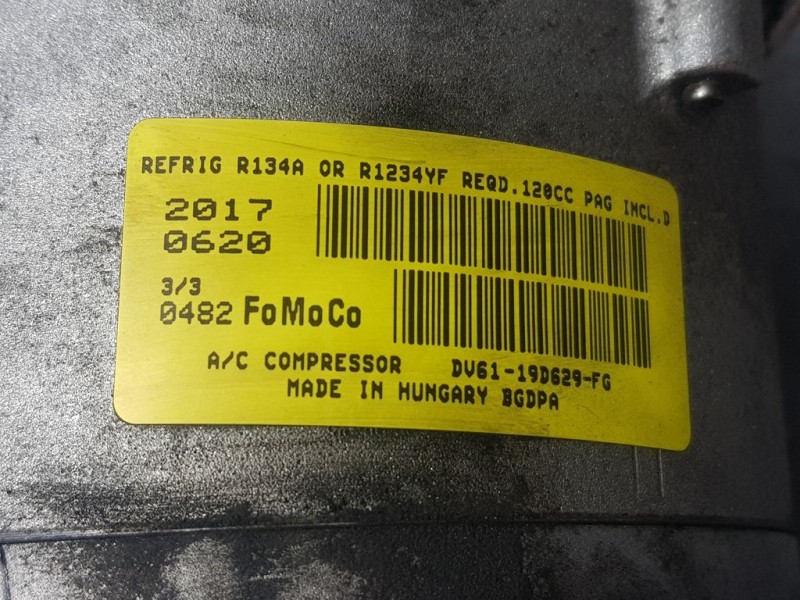 REFRIG R134A OR R1234YF REQD.120CC PAG INCL.D
2017
0620
3/3
0482 FoMoCo
A/C COMPRESSOR DV61-19D629-FG
MADE IN HUNGARY BGDPA